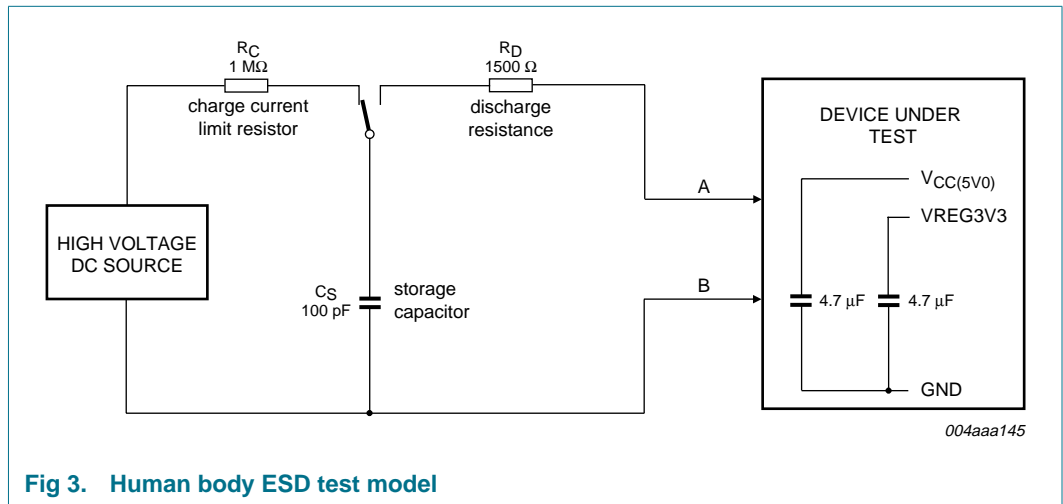 RC
1 MΩ
charge current
limit resistor
RD
1500 Ω
discharge
resistance
HIGH VOLTAGE
DC SOURCE
CS
100 pF
storage
capacitor
A
B
DEVICE UNDER
TEST
VCC(5V0)
VREG3V3
4.7 μF
4.7 μF
GND
004aaa145
Fig 3. Human body ESD test model